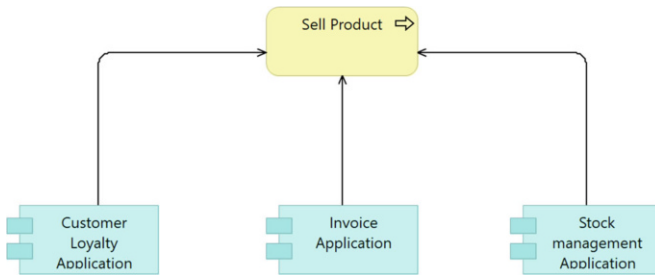 Sell Product
Customer
Loyalty
Application
Invoice
Application
Stock
management
Application